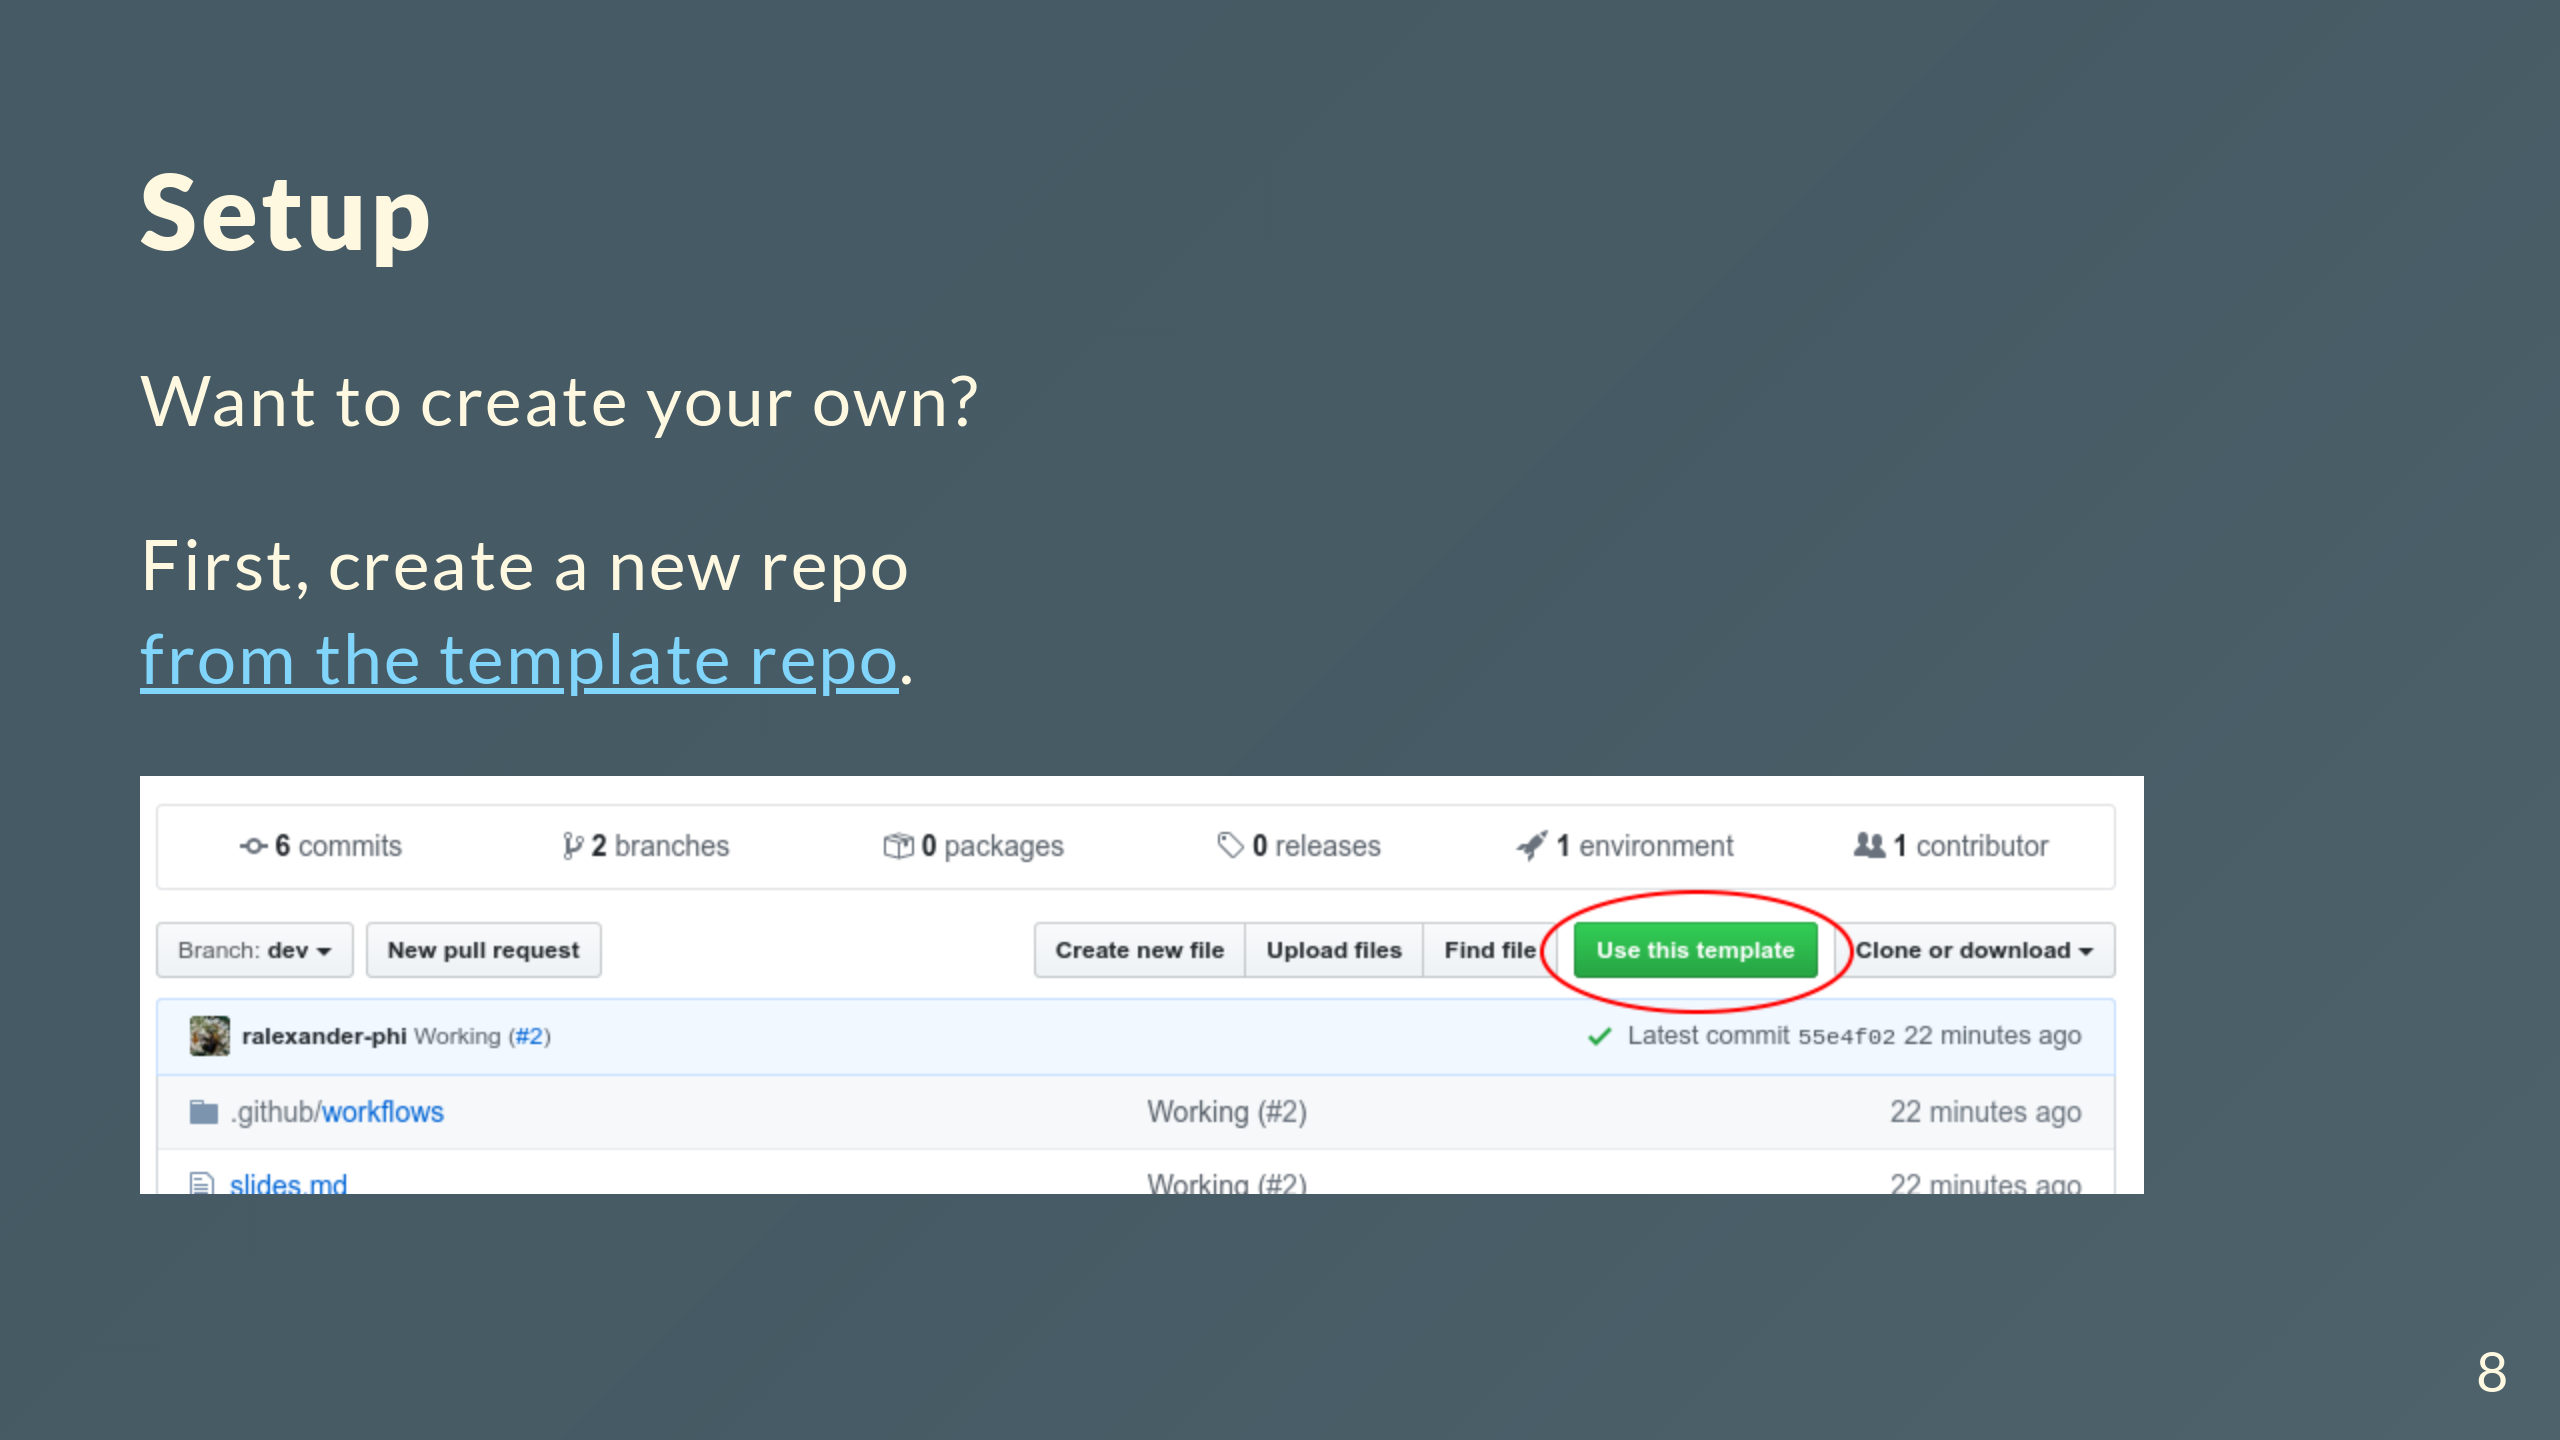 Setup
Want to create your own?
First, create a new repo
from the template repo.
6 commits 2 branches 0 packages 0 releases 1 environment 1 contributor
Branch: dev New pull request Create new file Upload files Find file Use this template Clone or download
ralexander-phi Working (#2) Latest commit 55e4f02 22 minutes ago
.github/workflows Working (#2) 22 minutes ago
slides.md Working (#2) 22 minutes ago
8